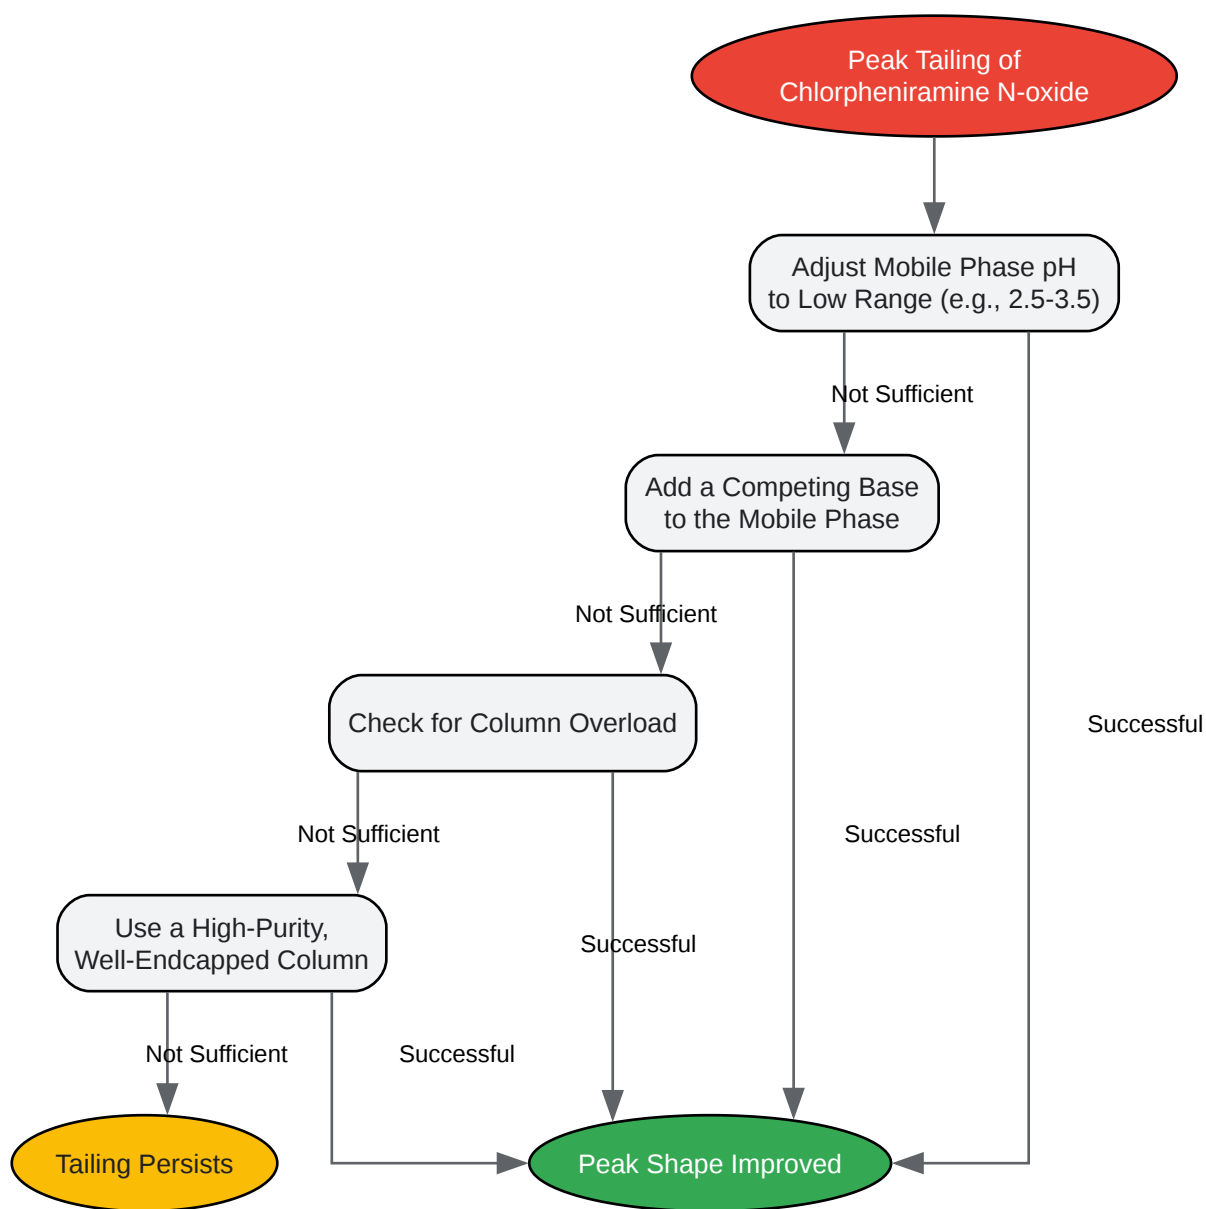 Peak Tailing of
Chlorpheniramine N-oxide
Adjust Mobile Phase pH
to Low Range (e.g., 2.5-3.5)
Not Sufficient
Add a Competing Base
to the Mobile Phase
Not Sufficient
Check for Column Overload
Successful
Not Sufficient
Successful
Use a High-Purity,
Well-Endcapped Column
Successful
Not Sufficient
Successful
Tailing Persists
Peak Shape Improved